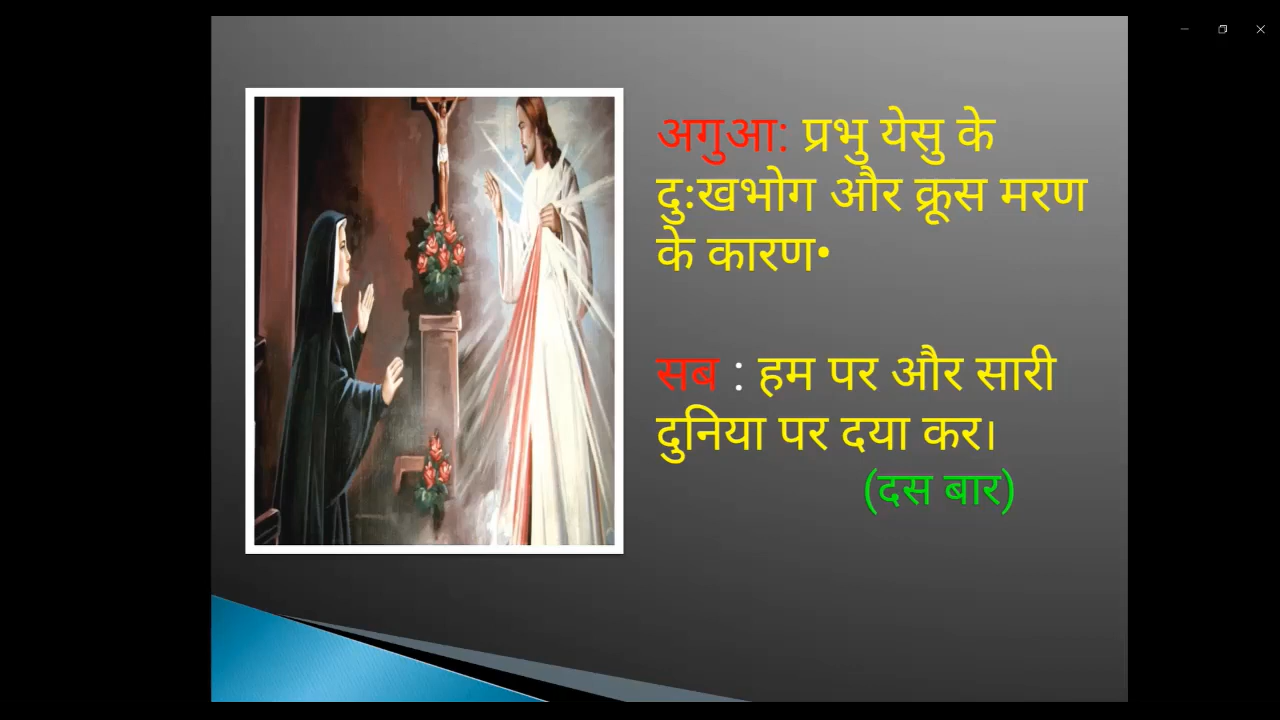 अगुआ: प्रभु येसु के
दुःखभोग और क्रूस मरण
के कारण•
सब : हम पर और सारी
दुनिया पर दया कर।
(दस बार)